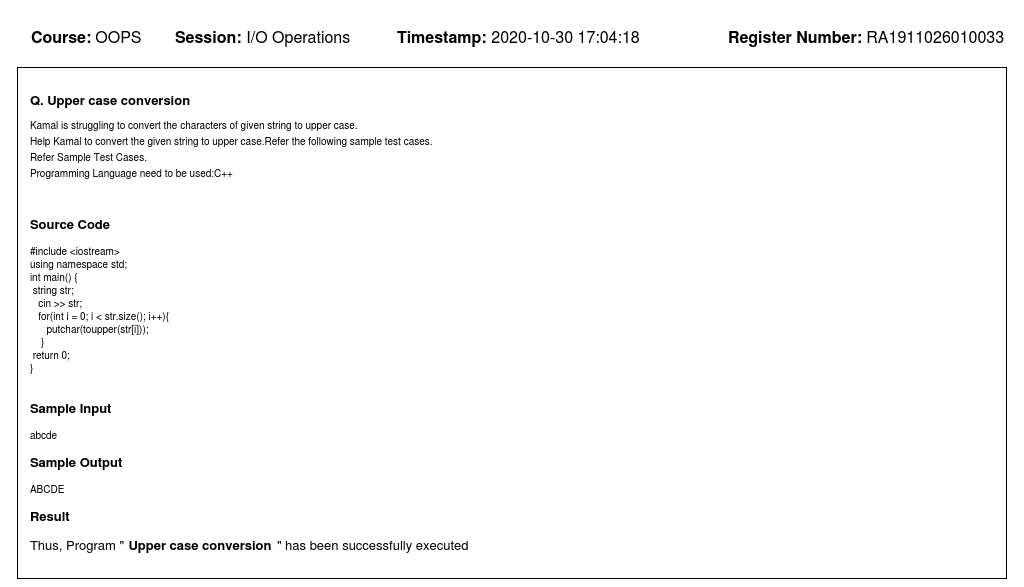 Course: OOPS Session: I/O Operations Timestamp: 2020-10-30 17:04:18 Register Number: RA1911026010033
Q. Upper case conversion
Kamal is struggling to convert the characters of given string to upper case.
Help Kamal to convert the given string to upper case.Refer the following sample test cases.
Refer Sample Test Cases.
Programming Language need to be used:C++
Source Code
#include <iostream>
using namespace std;
int main() {
 string str;
   cin >> str;
   for(int i = 0; i < str.size(); i++){
      putchar(toupper(str[i]));
    }
 return 0;
}
Sample Input
abcde
Sample Output
ABCDE
Result
Thus, Program " Upper case conversion " has been successfully executed